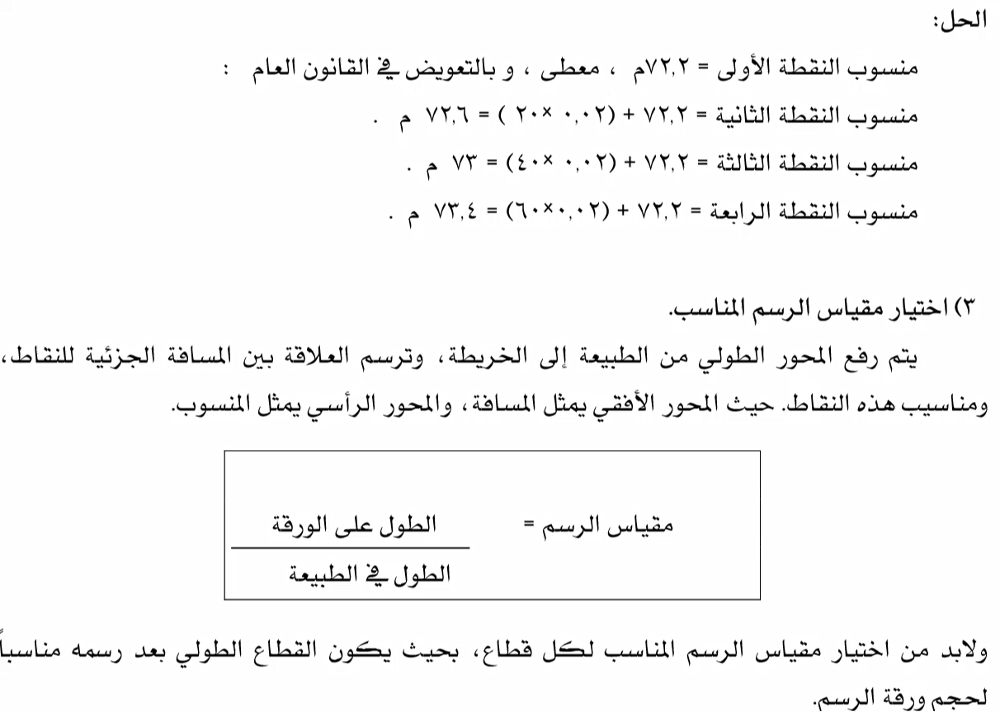 الحل:
منسوب النقطة الأولى = ٧٢,٢م ، معطى ، و بالتعويض في القانون العام :
منسوب النقطة الثانية = ٧٢,٢ + (٠,٠٢ ×٢٠ ) = ٧٢,٦ م .
منسوب النقطة الثالثة = ٧٢,٢ + (٠,٠٢ ×٤٠) = ٧٣ م .
منسوب النقطة الرابعة = ٧٢,٢ + (٠,٠٢×٦٠) = ٧٣,٤ م .
٣) اختيار مقياس الرسم المناسب.
يتم رفع المحور الطولي من الطبيعة إلى الخريطة، وترسم العلاقة بين المسافة الجزئية للنقاط،
ومناسيب هذه النقاط. حيث المحور الأفقي يمثل المسافة، والمحور الرأسي يمثل المنسوب.
مقياس الرسم = الطول على الورقة
الطول في الطبيعة
ولابد من اختيار مقياس الرسم المناسب لكل قطاع، بحيث يكون القطاع الطولي بعد رسمه مناسباً
لحجم ورقة الرسم.